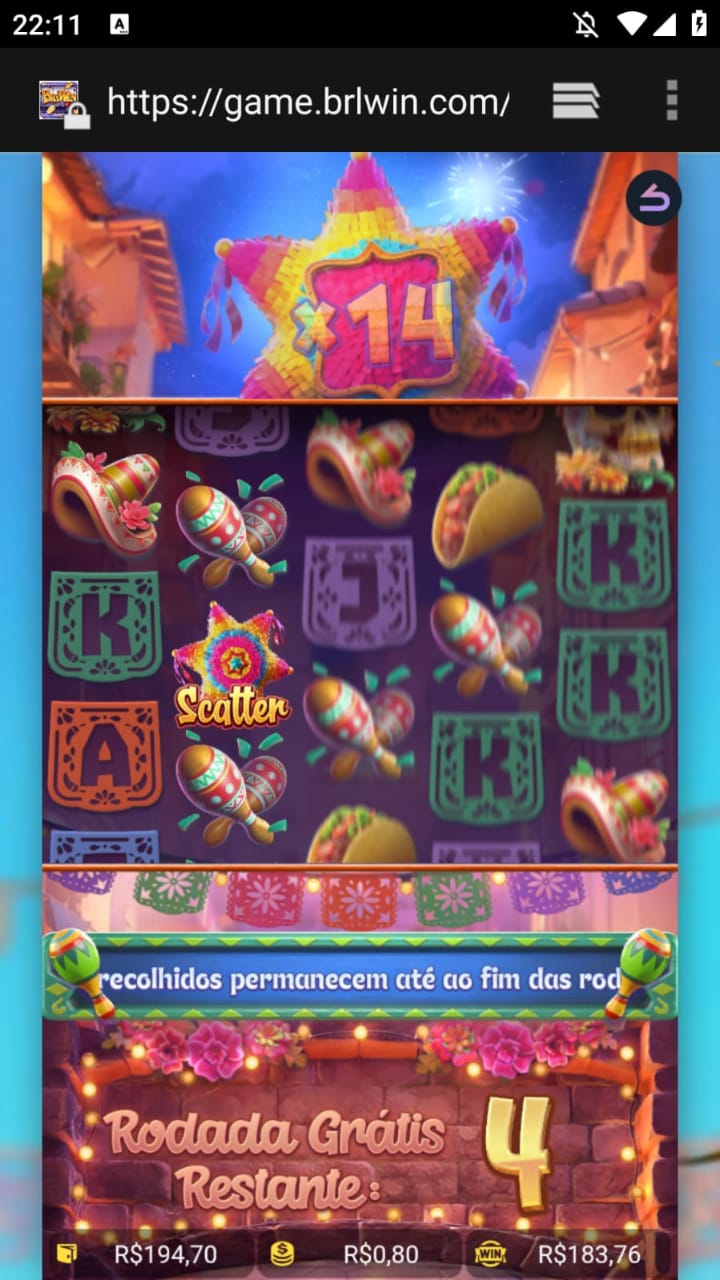 22:11
A
https://game.brlwin.com/
×14
J
K
K
K
Scatter
A
K
recolhidos permanecem até ao fim das rod
Rodada Grátis
Restante:
4
R$194,70
R$0,80
WIN
R$183,76